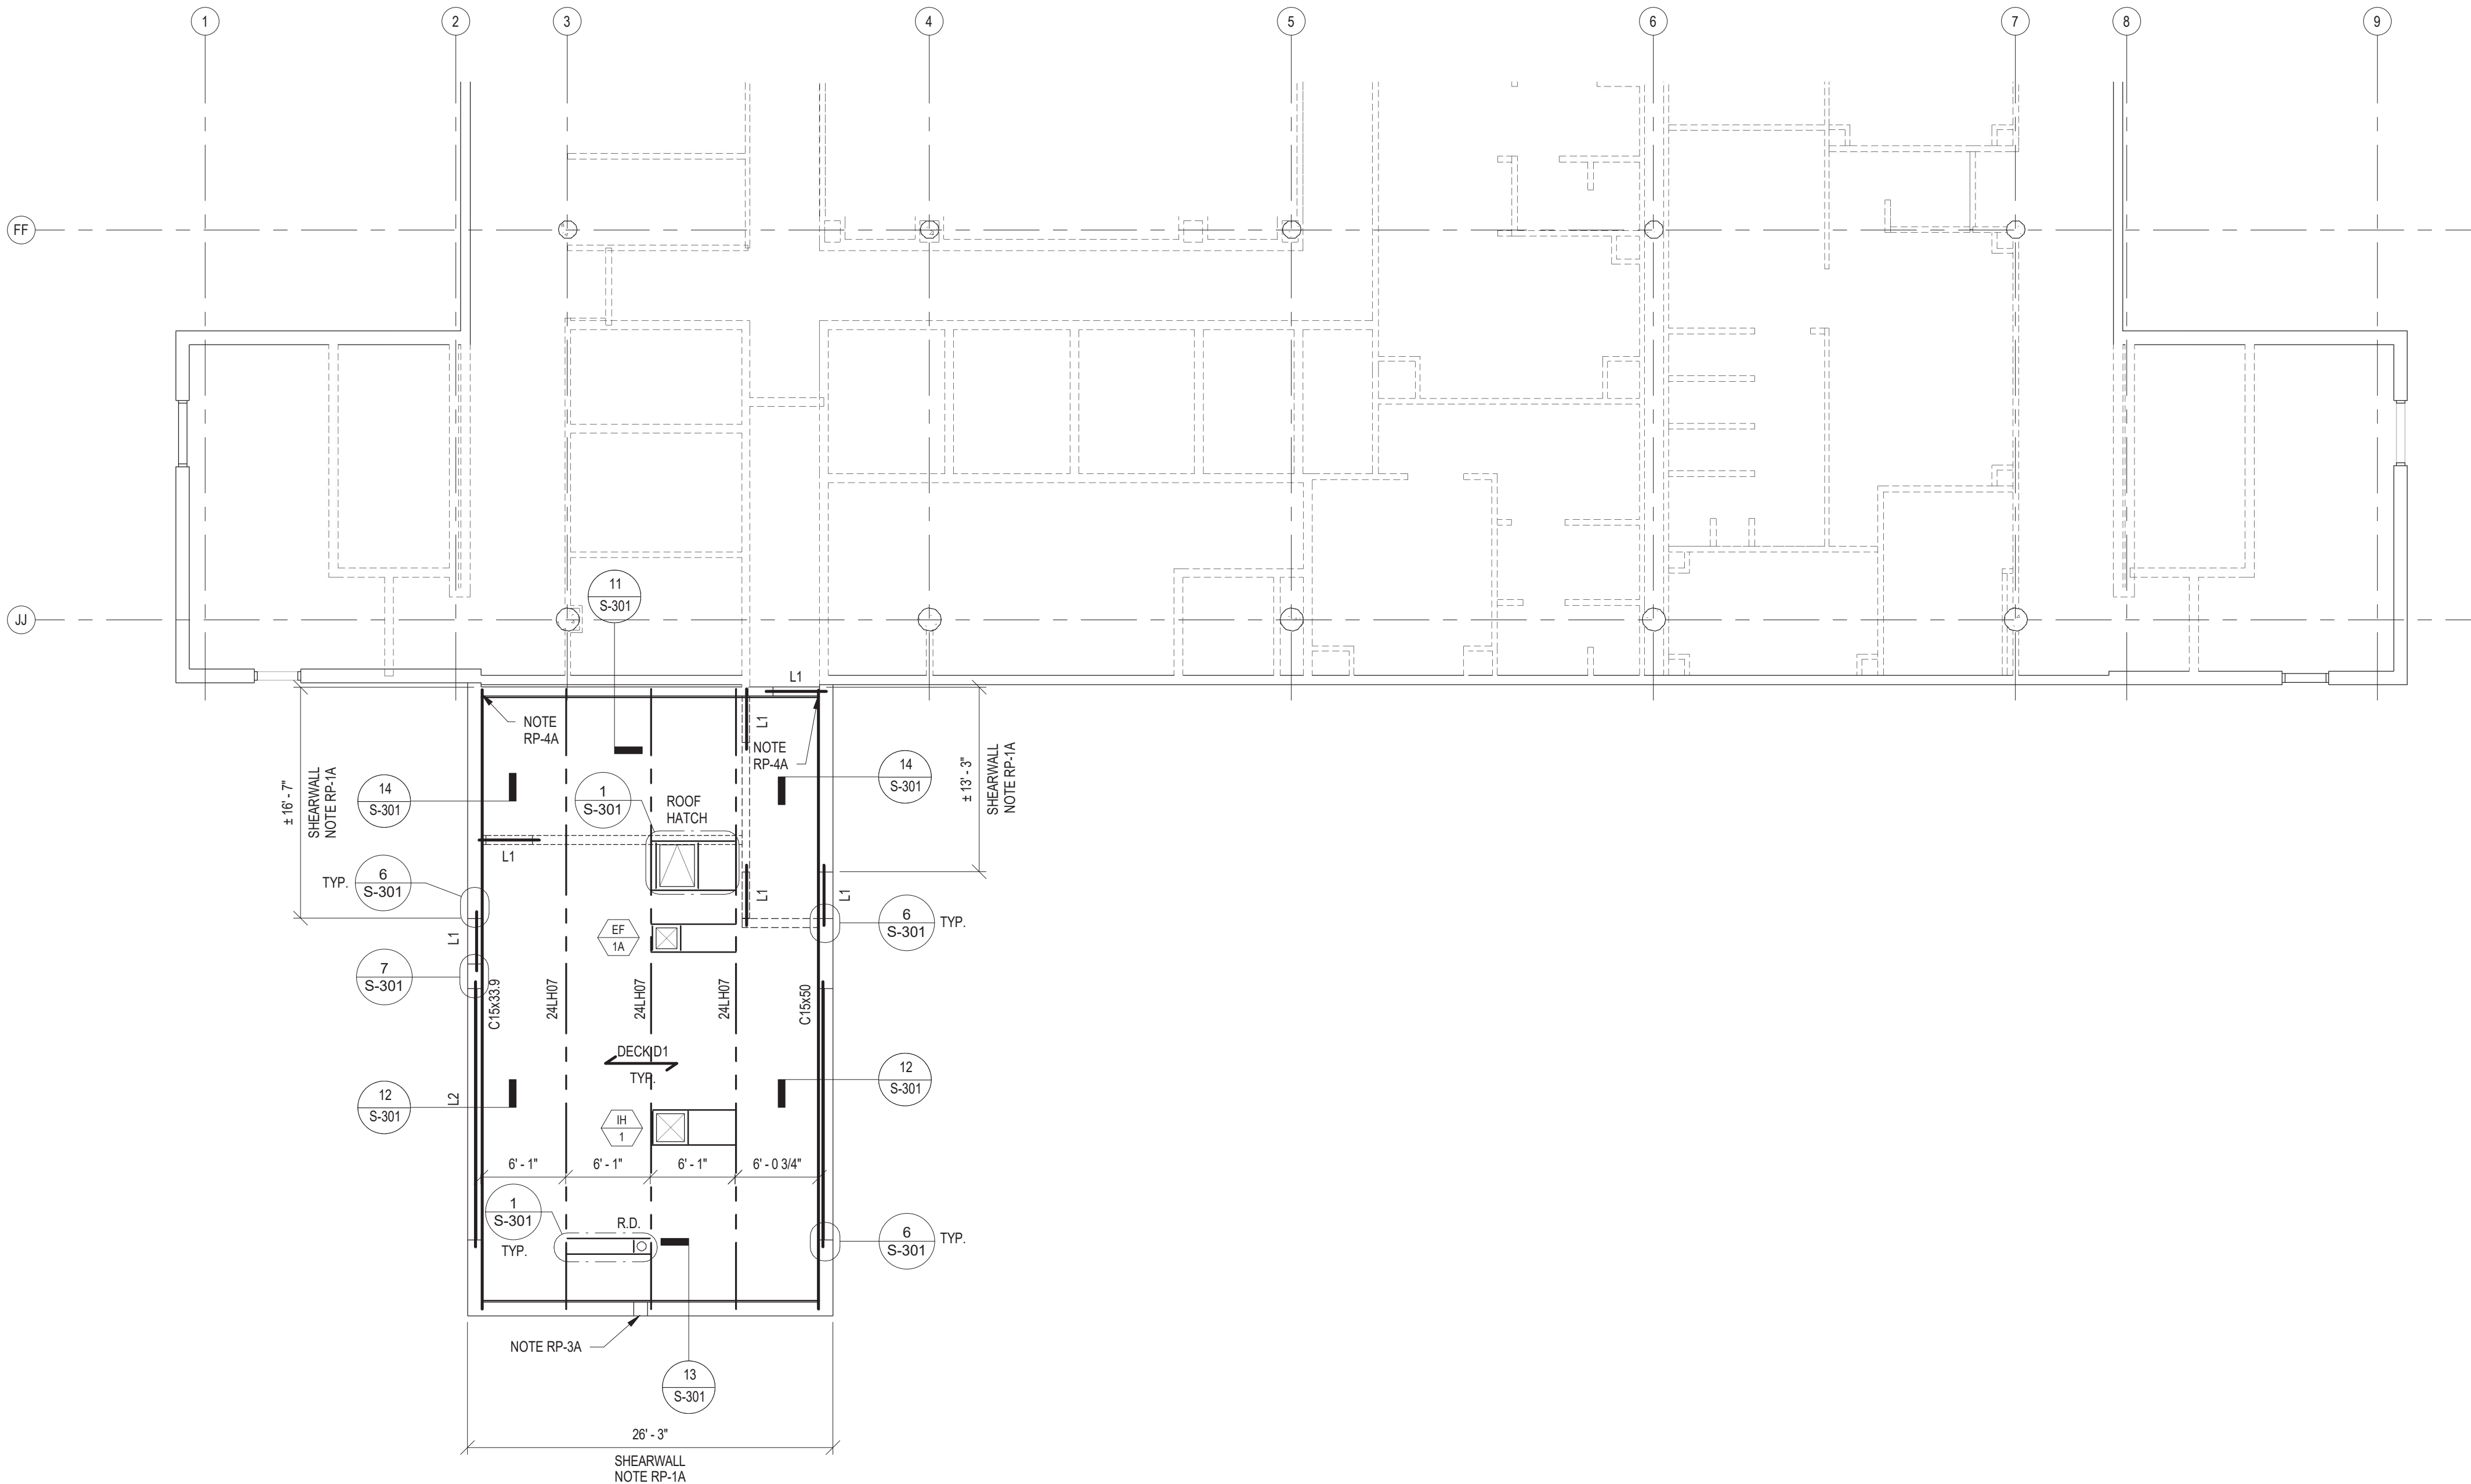 1
2
3
4
5
6
7
8
9
FF
JJ
11
S-301
L1
NOTE
RP-4A
L1
NOTE
RP-4A
± 16' - 7"
SHEARWALL
NOTE RP-1A
± 13' - 3"
SHEARWALL
NOTE RP-1A
14
S-301
1
S-301
ROOF
HATCH
14
S-301
L1
TYP.
6
S-301
L1
L1
6
S-301
TYP.
L1
EF
1A
7
S-301
C15x33.9
24LH07
24LH07
24LH07
C15x50
DECK D1
TYP.
12
S-301
L2
12
S-301
IH
1
6' - 1"
6' - 1"
6' - 1"
6' - 0 3/4"
1
S-301
TYP.
R.D.
6
S-301
TYP.
NOTE RP-3A
13
S-301
26' - 3"
SHEARWALL
NOTE RP-1A